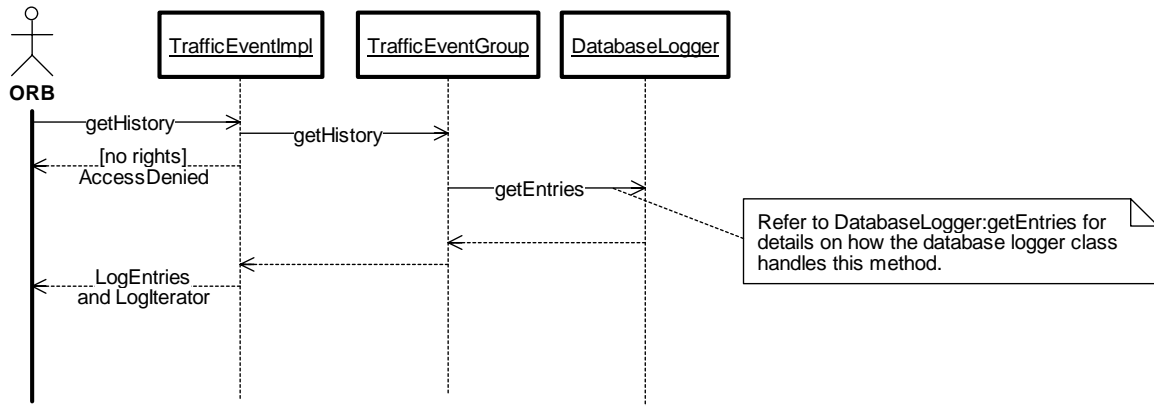 TrafficEventImpl
TrafficEventGroup
DatabaseLogger
ORB
getHistory
getHistory
[no rights]
AccessDenied
getEntries
Refer to DatabaseLogger:getEntries for
details on how the database logger class
handles this method.
LogEntries
and LogIterator